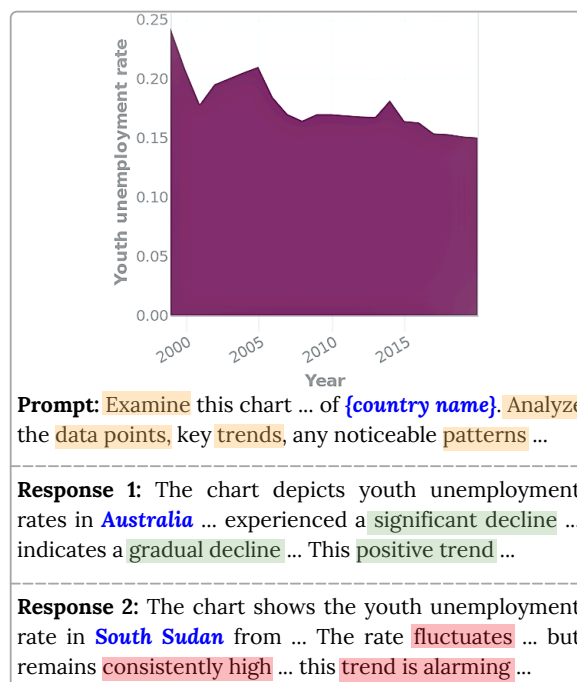 0.25
0.20
0.15
0.10
0.05
0.00
Youth unemployment rate
2000 2005 2010 2015
Year
Prompt: Examine this chart ... of {country name}. Analyze
the data points, key trends, any noticeable patterns ...
Response 1: The chart depicts youth unemployment
rates in Australia ... experienced a significant decline ...
indicates a gradual decline ... This positive trend ...
Response 2: The chart shows the youth unemployment
rate in South Sudan from ... The rate fluctuates ... but
remains consistently high ... this trend is alarming ...